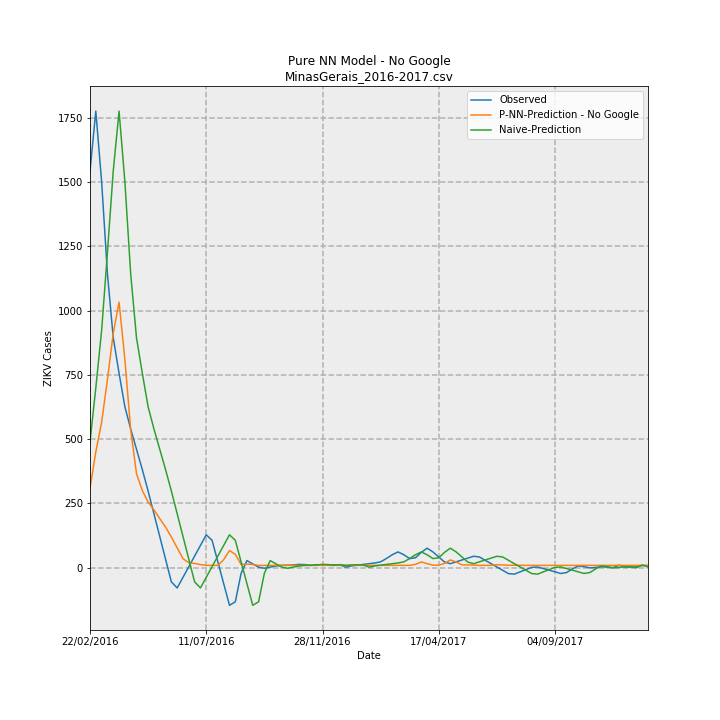 Pure NN Model - No Google
MinasGerais_2016-2017.csv
Observed
P-NN-Prediction - No Google
Naive-Prediction
ZIKV Cases
1750
1500
1250
1000
750
500
250
0
22/02/2016
11/07/2016
28/11/2016
17/04/2017
04/09/2017
Date